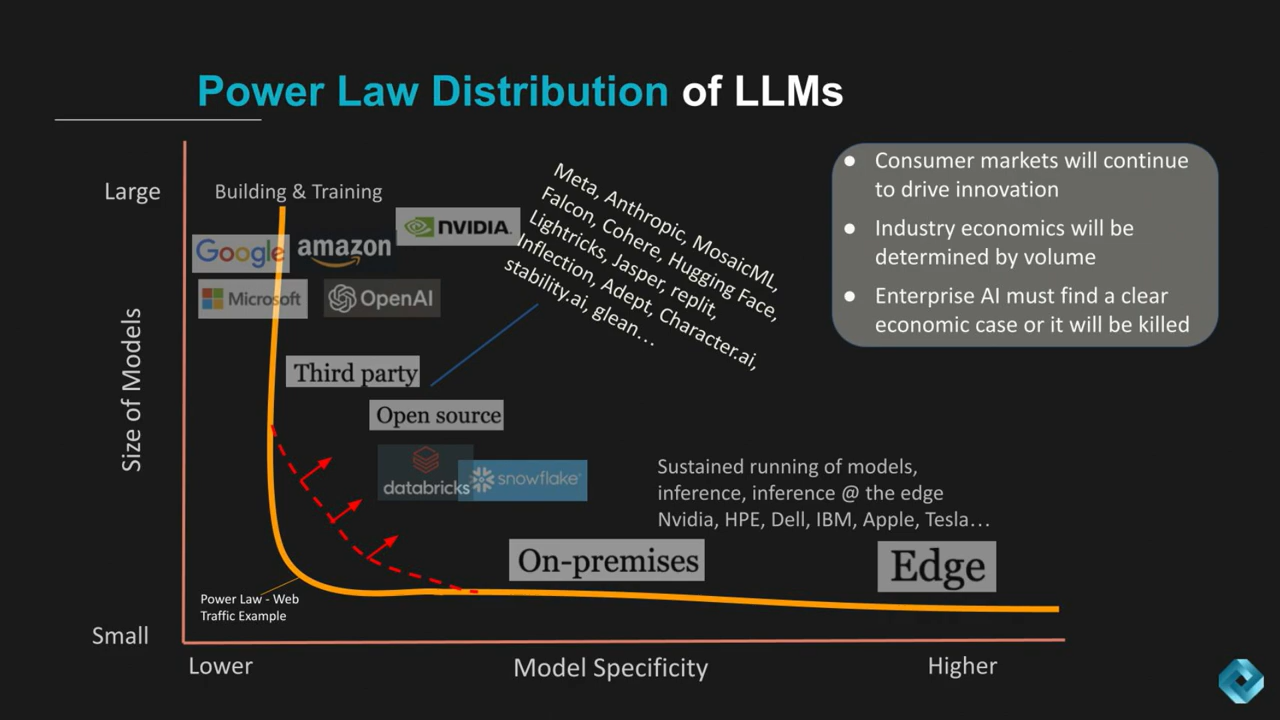 Power Law Distribution of LLMs
Large
Building & Training
Google
amazon
NVIDIA.
Microsoft
OpenAI
Meta, Anthropic, MosaicML,
Falcon, Cohere, Hugging Face,
Lightricks, Jasper, replit,
Inflection, Adept, Character.ai,
stability.ai, glean...
● Consumer markets will continue
to drive innovation
● Industry economics will be
determined by volume
● Enterprise AI must find a clear
economic case or it will be killed
Size of Models
Third party
Open source
databricks
snowflake
Sustained running of models,
inference, inference @ the edge
Nvidia, HPE, Dell, IBM, Apple, Tesla...
On-premises
Edge
Power Law - Web
Traffic Example
Small
Lower
Model Specificity
Higher